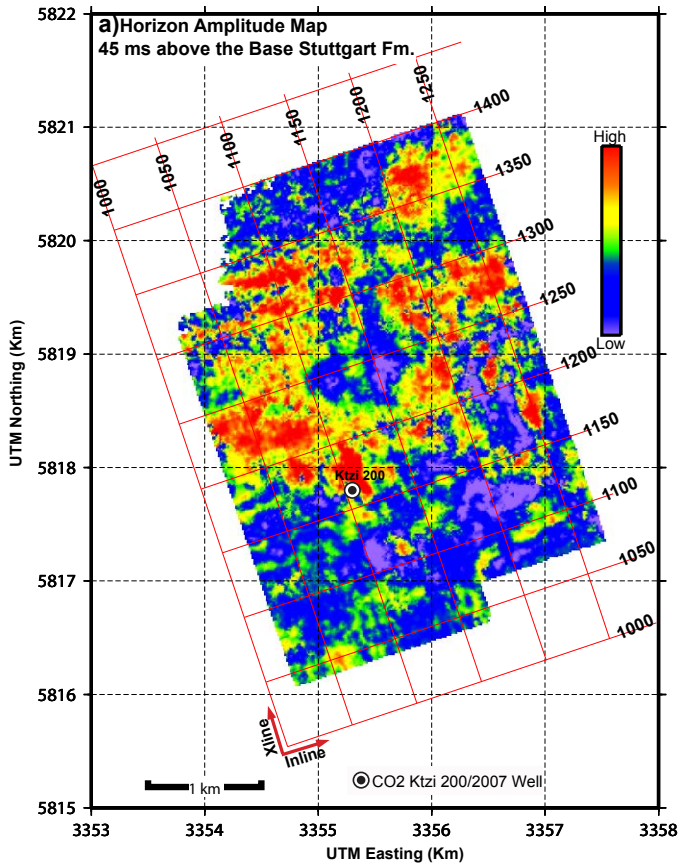 a)Horizon Amplitude Map
45 ms above the Base Stuttgart Fm.
5822
5821
5820
5819
5818
5817
5816
5815
UTM Northing (Km)
3353
3354
3355
3356
3357
3358
UTM Easting (Km)
1000
1050
1100
1150
1200
1250
1400
1350
1300
1250
1200
1150
1100
1050
1000
High
Low
Ktzi 200
Xline
Inline
1 km
CO2 Ktzi 200/2007 Well